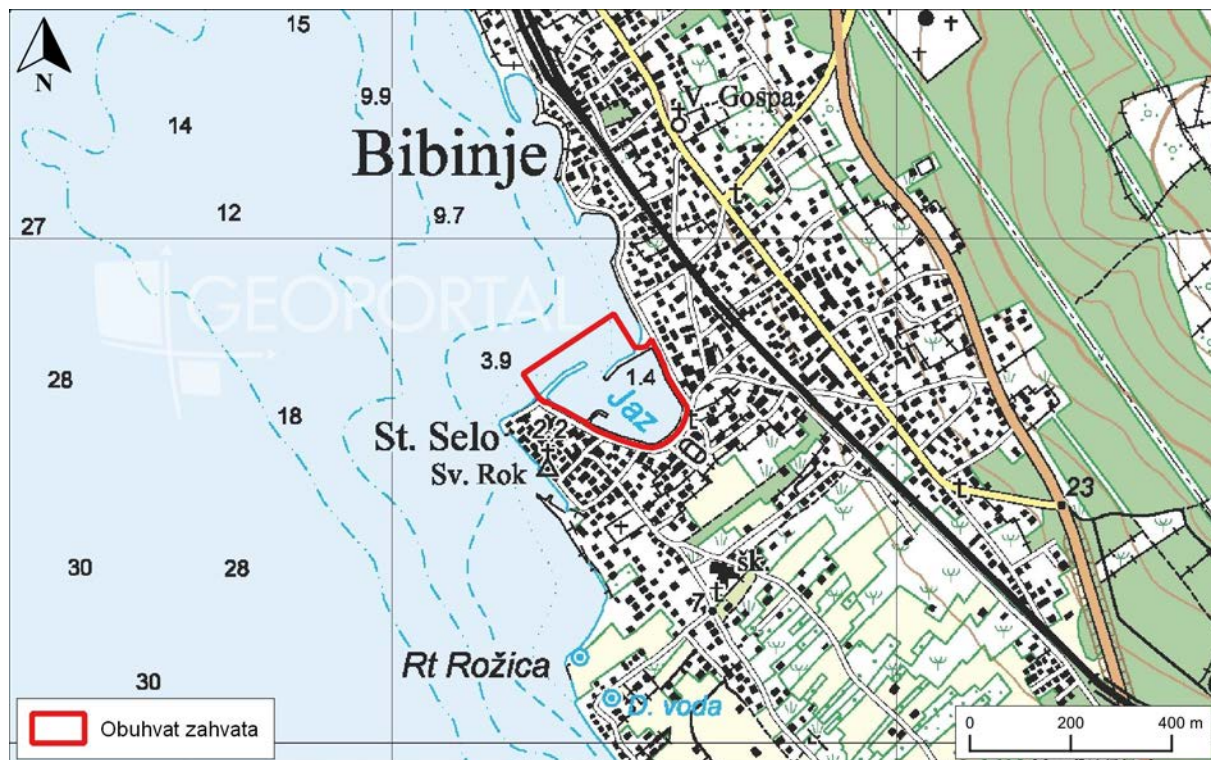 N
15
9.9
14
V. Gospa
Bibinje
12
9.7
27
GEOPORTAL
3.9
28
1.4
Jaz
18
St. Selo
2.2
Sv. Rok
23
30
28
šk.
7
Rt Rožica
30
D. voda
Obuhvat zahvata
0 200 400 m